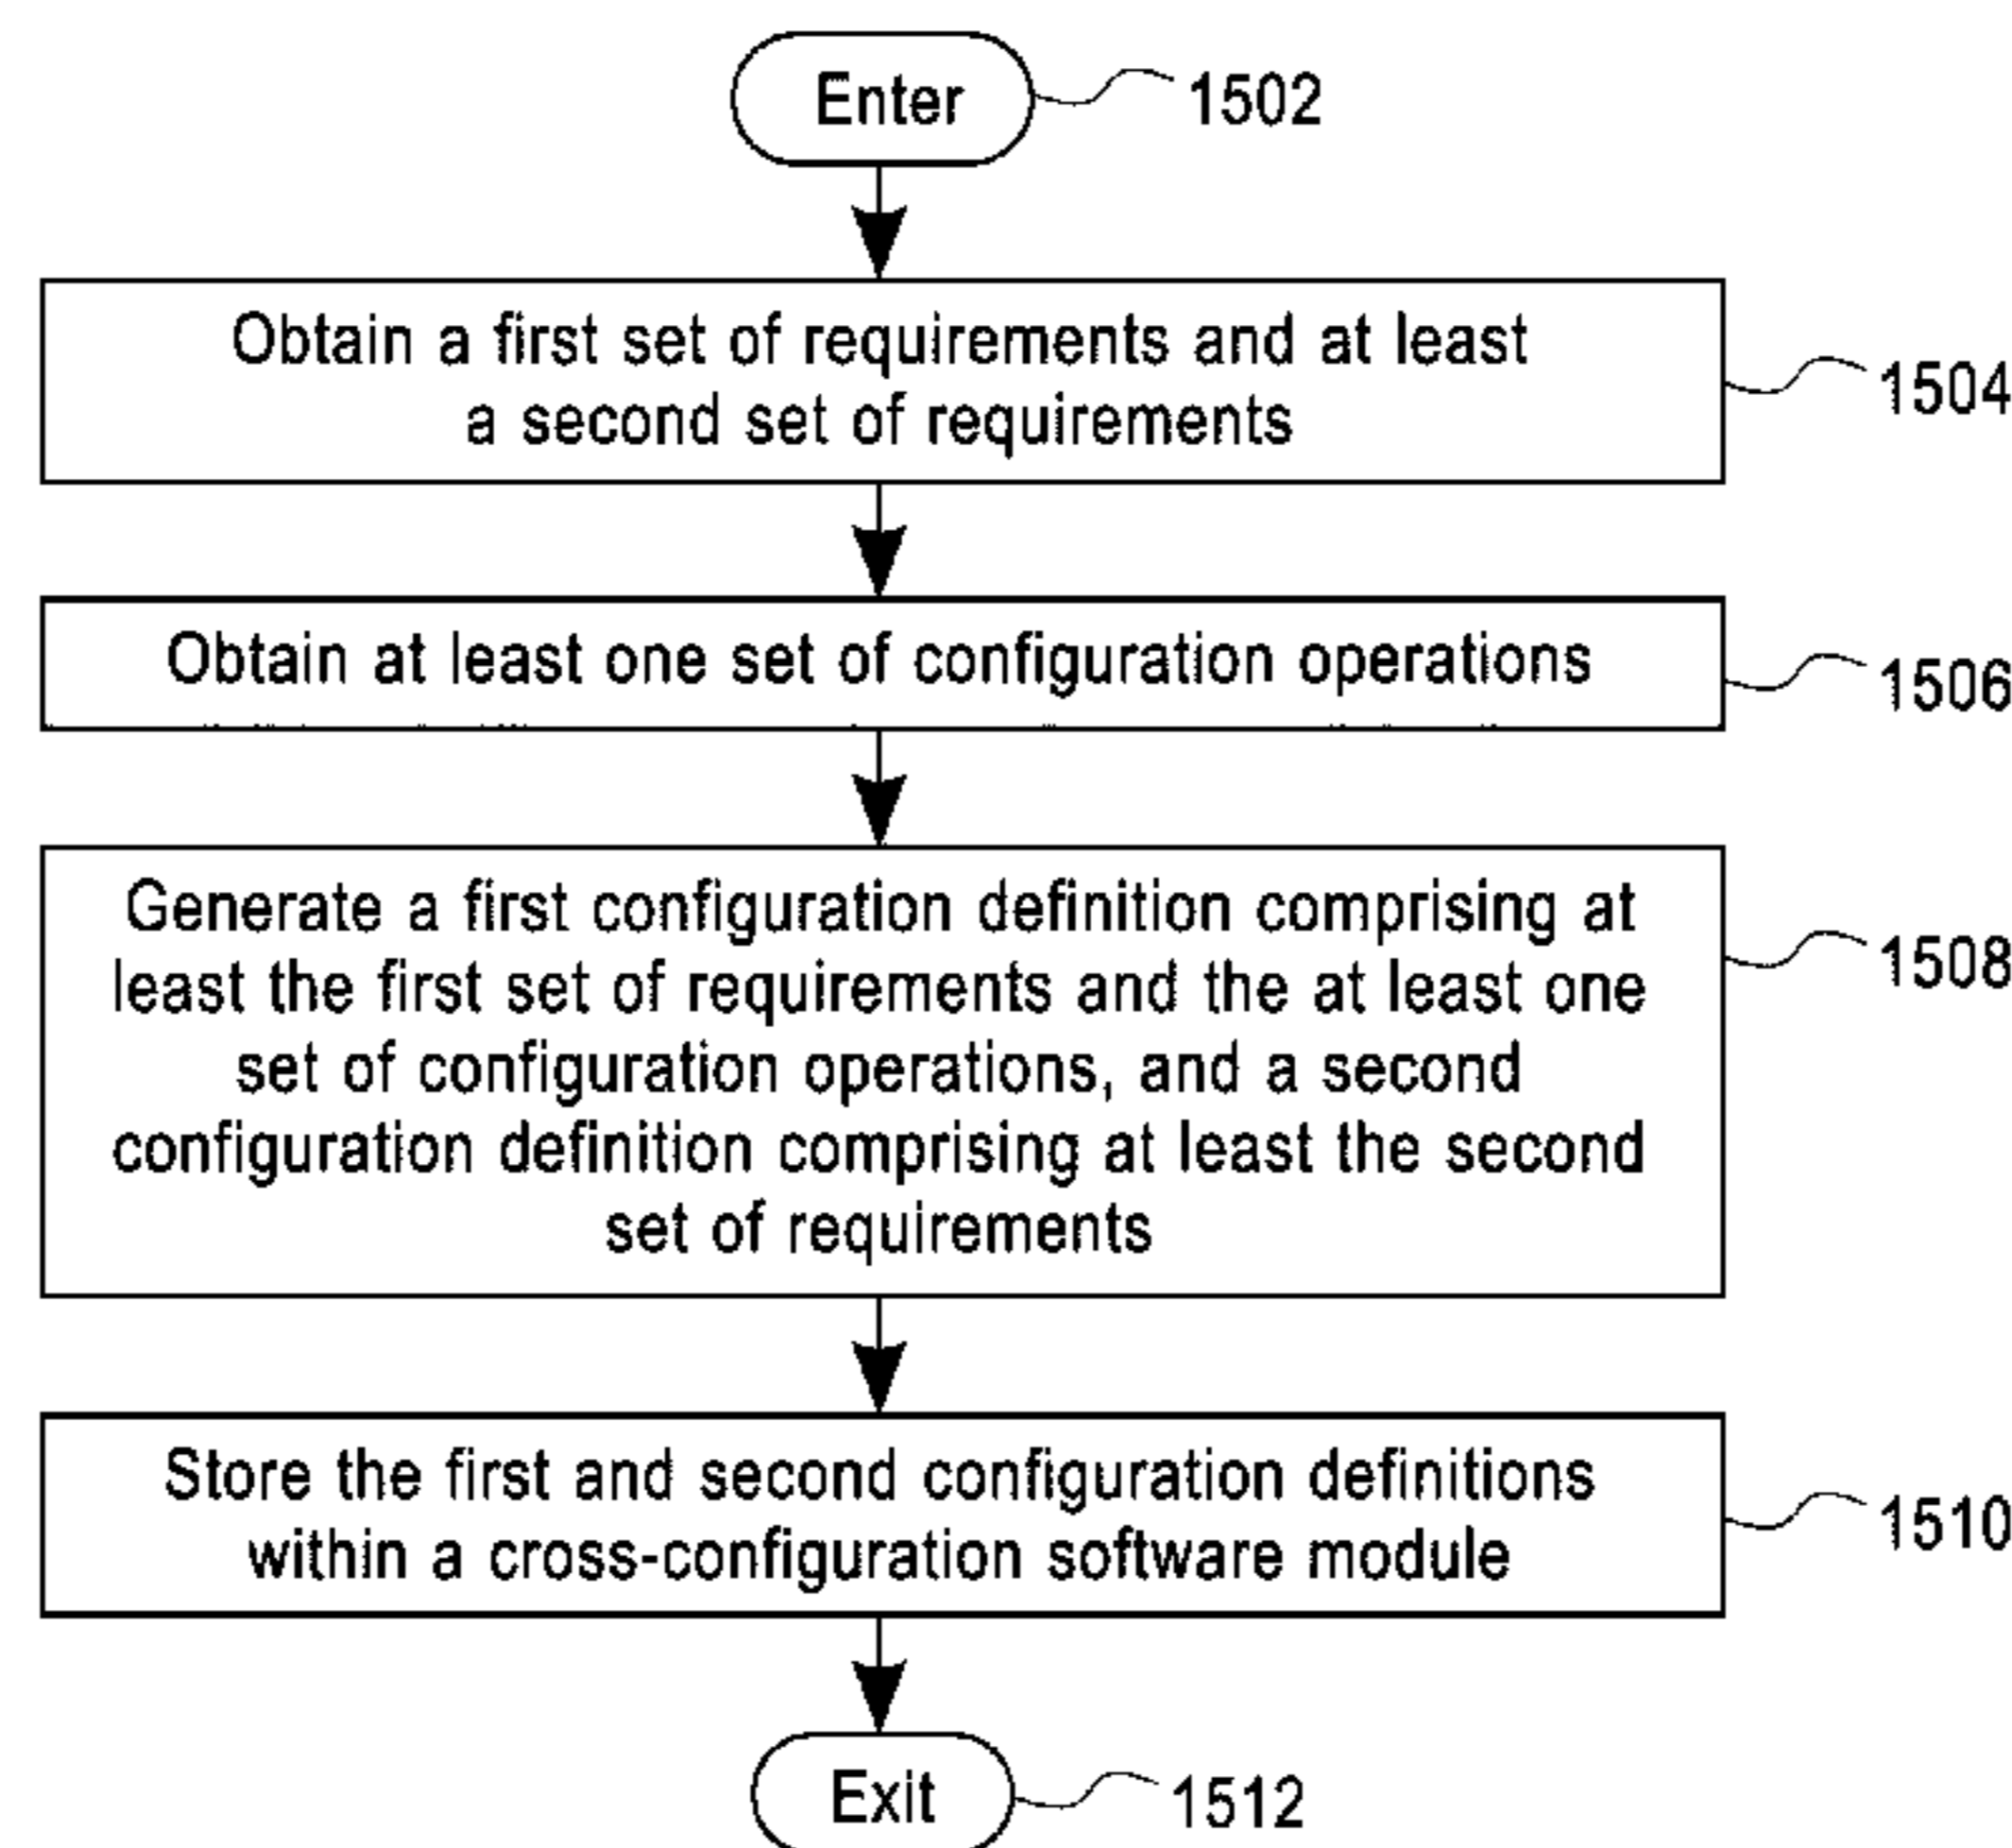 Enter
1502
Obtain a first set of requirements and at least
a second set of requirements
1504
Obtain at least one set of configuration operations
1506
Generate a first configuration definition comprising at
least the first set of requirements and the at least one
set of configuration operations, and a second
configuration definition comprising at least the second
set of requirements
1508
Store the first and second configuration definitions
within a cross-configuration software module
1510
Exit
1512